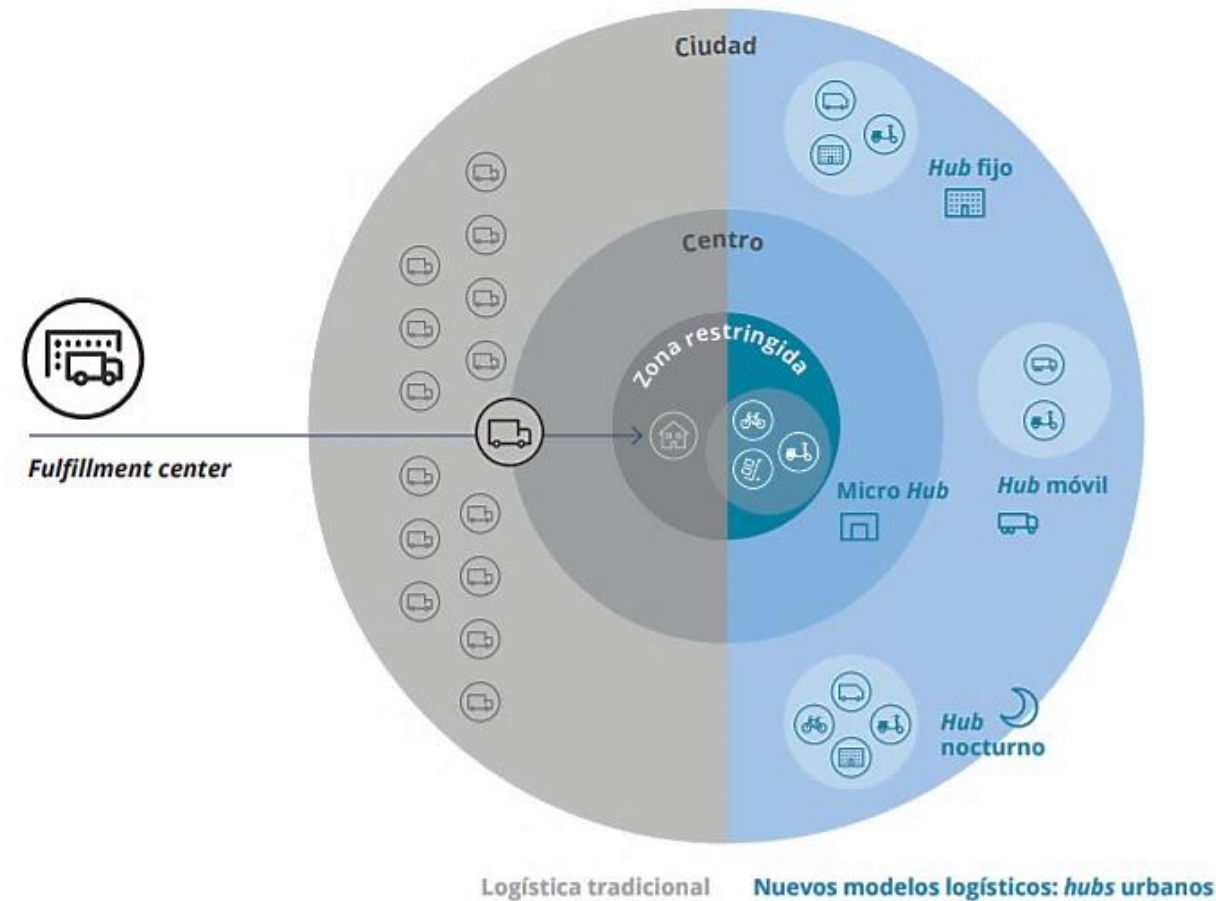 Ciudad
Hub fijo
Centro
Zona restringida
Fulfillment center
Micro Hub
Hub móvil
Hub
nocturno
Logística tradicional
Nuevos modelos logísticos: hubs urbanos